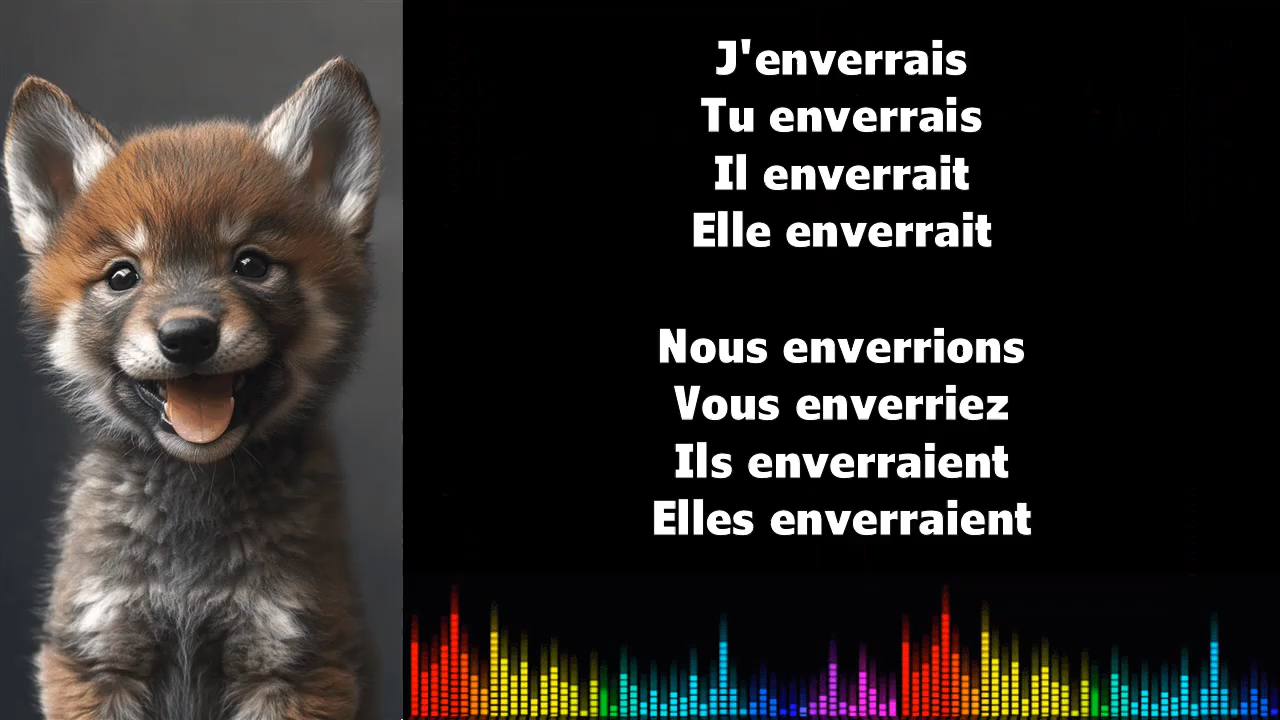 J'enverrais
Tu enverrais
Il enverrait
Elle enverrait
Nous enverrions
Vous enverriez
Ils enverraient
Elles enverraient